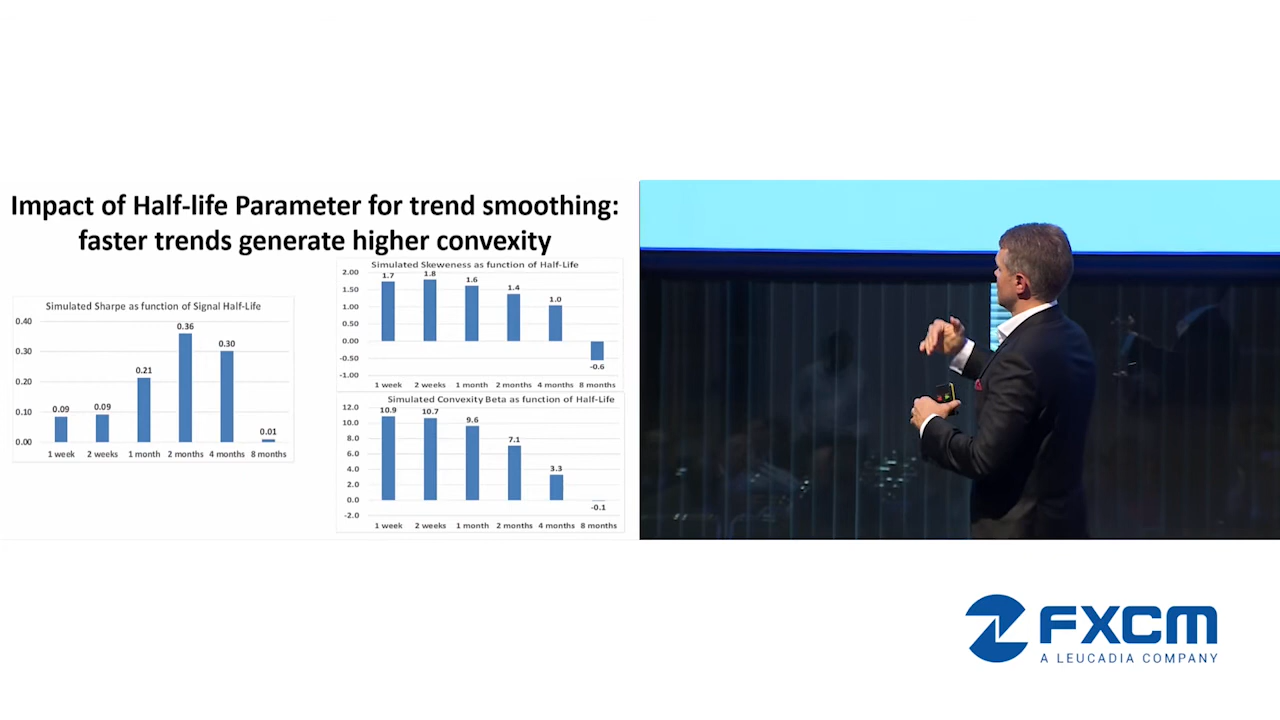 Impact of Half-life Parameter for trend smoothing:
faster trends generate higher convexity
Simulated Sharpe as function of Signal Half-Life
0.40
0.30
0.20
0.10
0.00
0.09
0.09
0.21
0.36
0.30
0.01
1 week
2 weeks
1 month
2 months
4 months
8 months
Simulated Skeweness as function of Half-Life
2.00
1.50
1.00
0.50
0.00
-0.50
-1.00
1.7
1.8
1.6
1.4
1.0
-0.6
1 week
2 weeks
1 month
2 months
4 months
8 months
Simulated Convexity Beta as function of Half-Life
12.0
10.0
8.0
6.0
4.0
2.0
0.0
-2.0
10.9
10.7
9.6
7.1
3.3
-0.1
1 week
2 weeks
1 month
2 months
4 months
8 months
FXCM
A LEUCADIA COMPANY